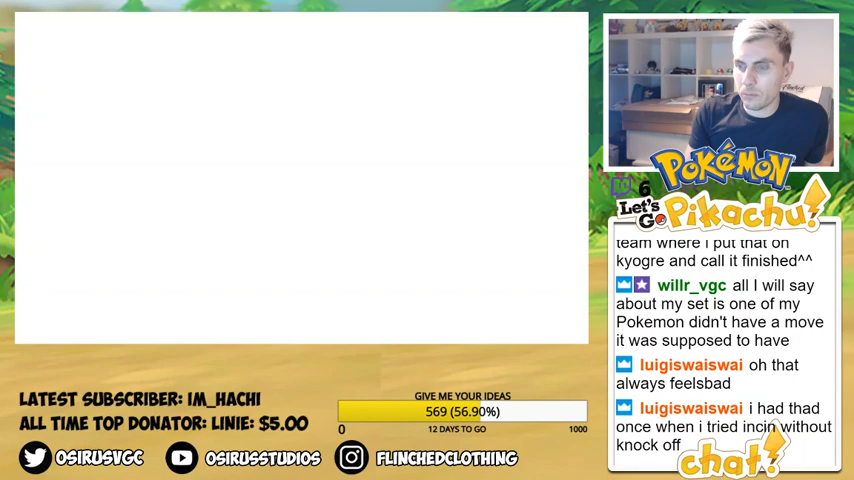 POKÉMON
6
Let's Go Pikachu!
team where i put that on
kyogre and call it finished^^
willr_vgc all I will say
about my set is one of my
Pokemon didn't have a move
it was supposed to have
luigiswaiswai oh that
always feelsbad
luigiswaiswai i had thad
once when i tried incin without
knock off
chat!
LATEST SUBSCRIBER: IM_HACHI
ALL TIME TOP DONATOR: LINIE: $5.00
GIVE ME YOUR IDEAS
569 (56.90%)
0 12 DAYS TO GO 1000
OSIRUSVGC OSIRUSSTUDIOS FLINCHEDCLOTHING